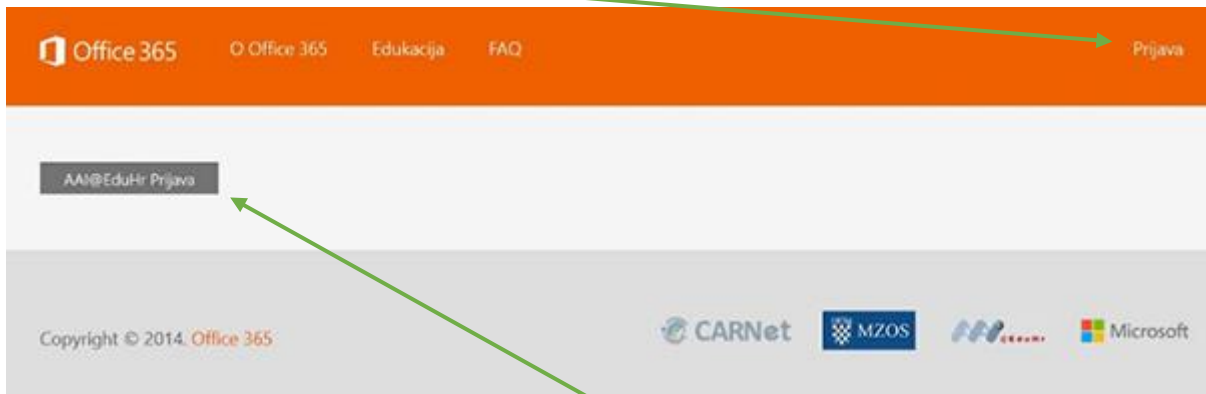 Office 365 O Office 365 Edukacija FAQ Prijava
AAI@EduHr Prijava
Copyright © 2014. Office 365
CARNet MZOS Microsoft